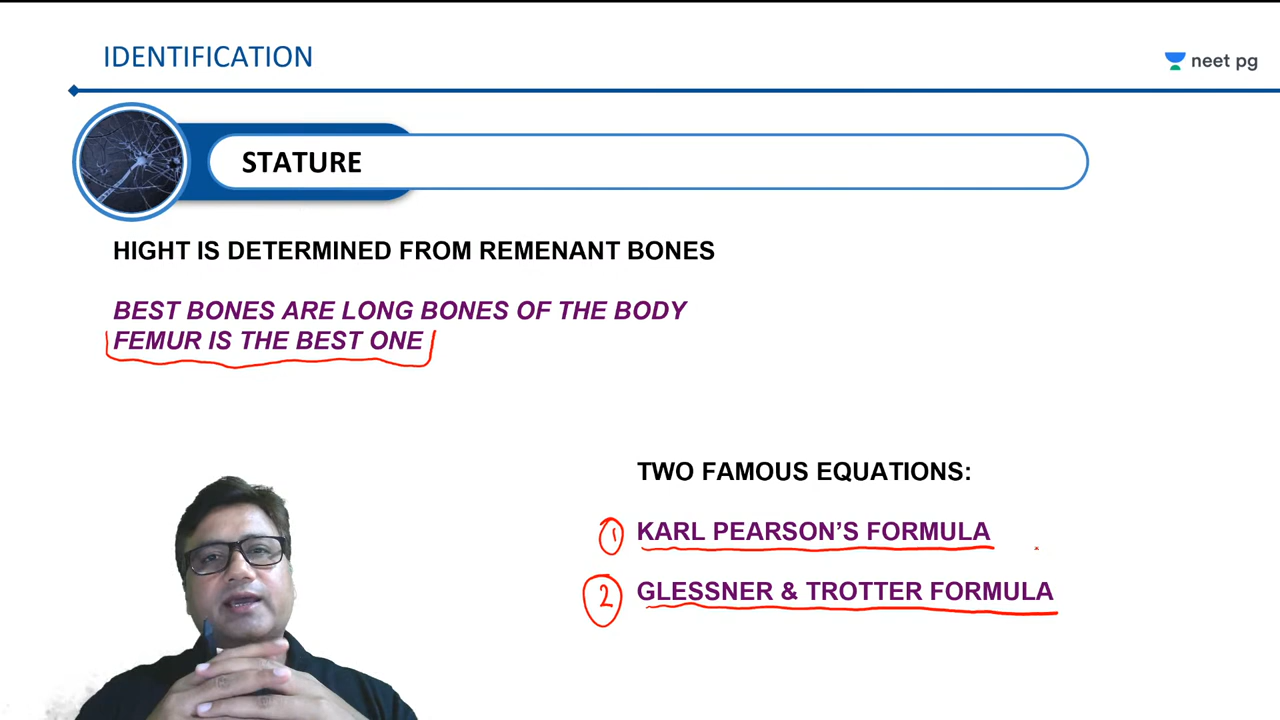 IDENTIFICATION
neet pg
STATURE
HIGHT IS DETERMINED FROM REMENANT BONES
BEST BONES ARE LONG BONES OF THE BODY
FEMUR IS THE BEST ONE
TWO FAMOUS EQUATIONS:
1 KARL PEARSON’S FORMULA
2 GLESSNER & TROTTER FORMULA